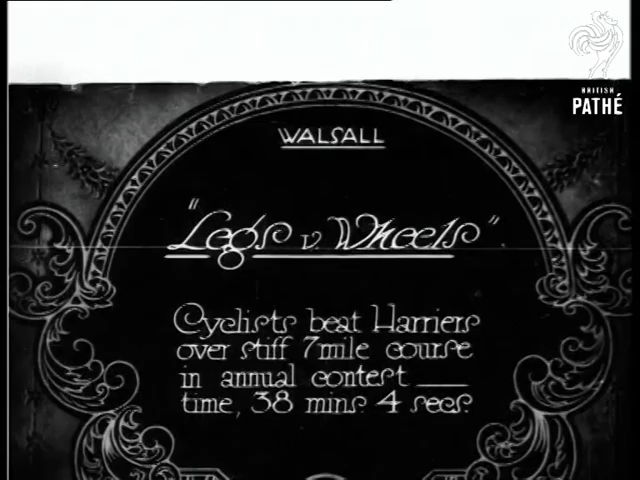 BRITISH
PATHÉ
WALSALL
"Legs v. Wheels".
Cyclists beat Harriers
over stiff 7mile course
in annual contest __
time, 38 mins 4 secs.